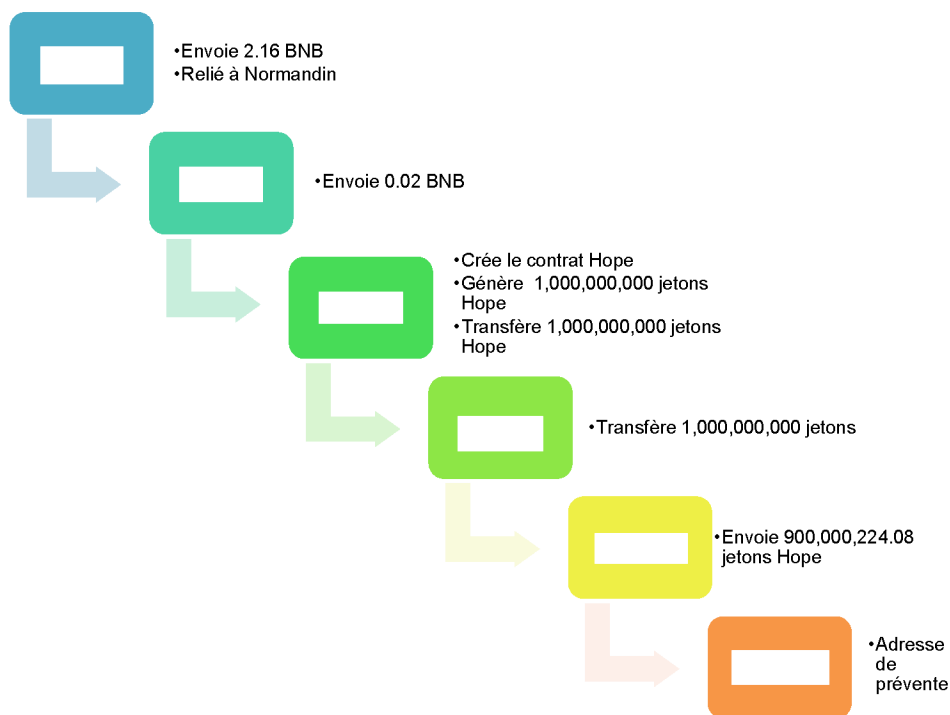 •Envoie 2.16 BNB
•Relié à Normandin
•Envoie 0.02 BNB
•Crée le contrat Hope
•Génère 1,000,000,000 jetons
Hope
•Transfère 1,000,000,000 jetons
Hope
•Transfère 1,000,000,000 jetons
•Envoie 900,000,224.08
jetons Hope
•Adresse
de
prévente